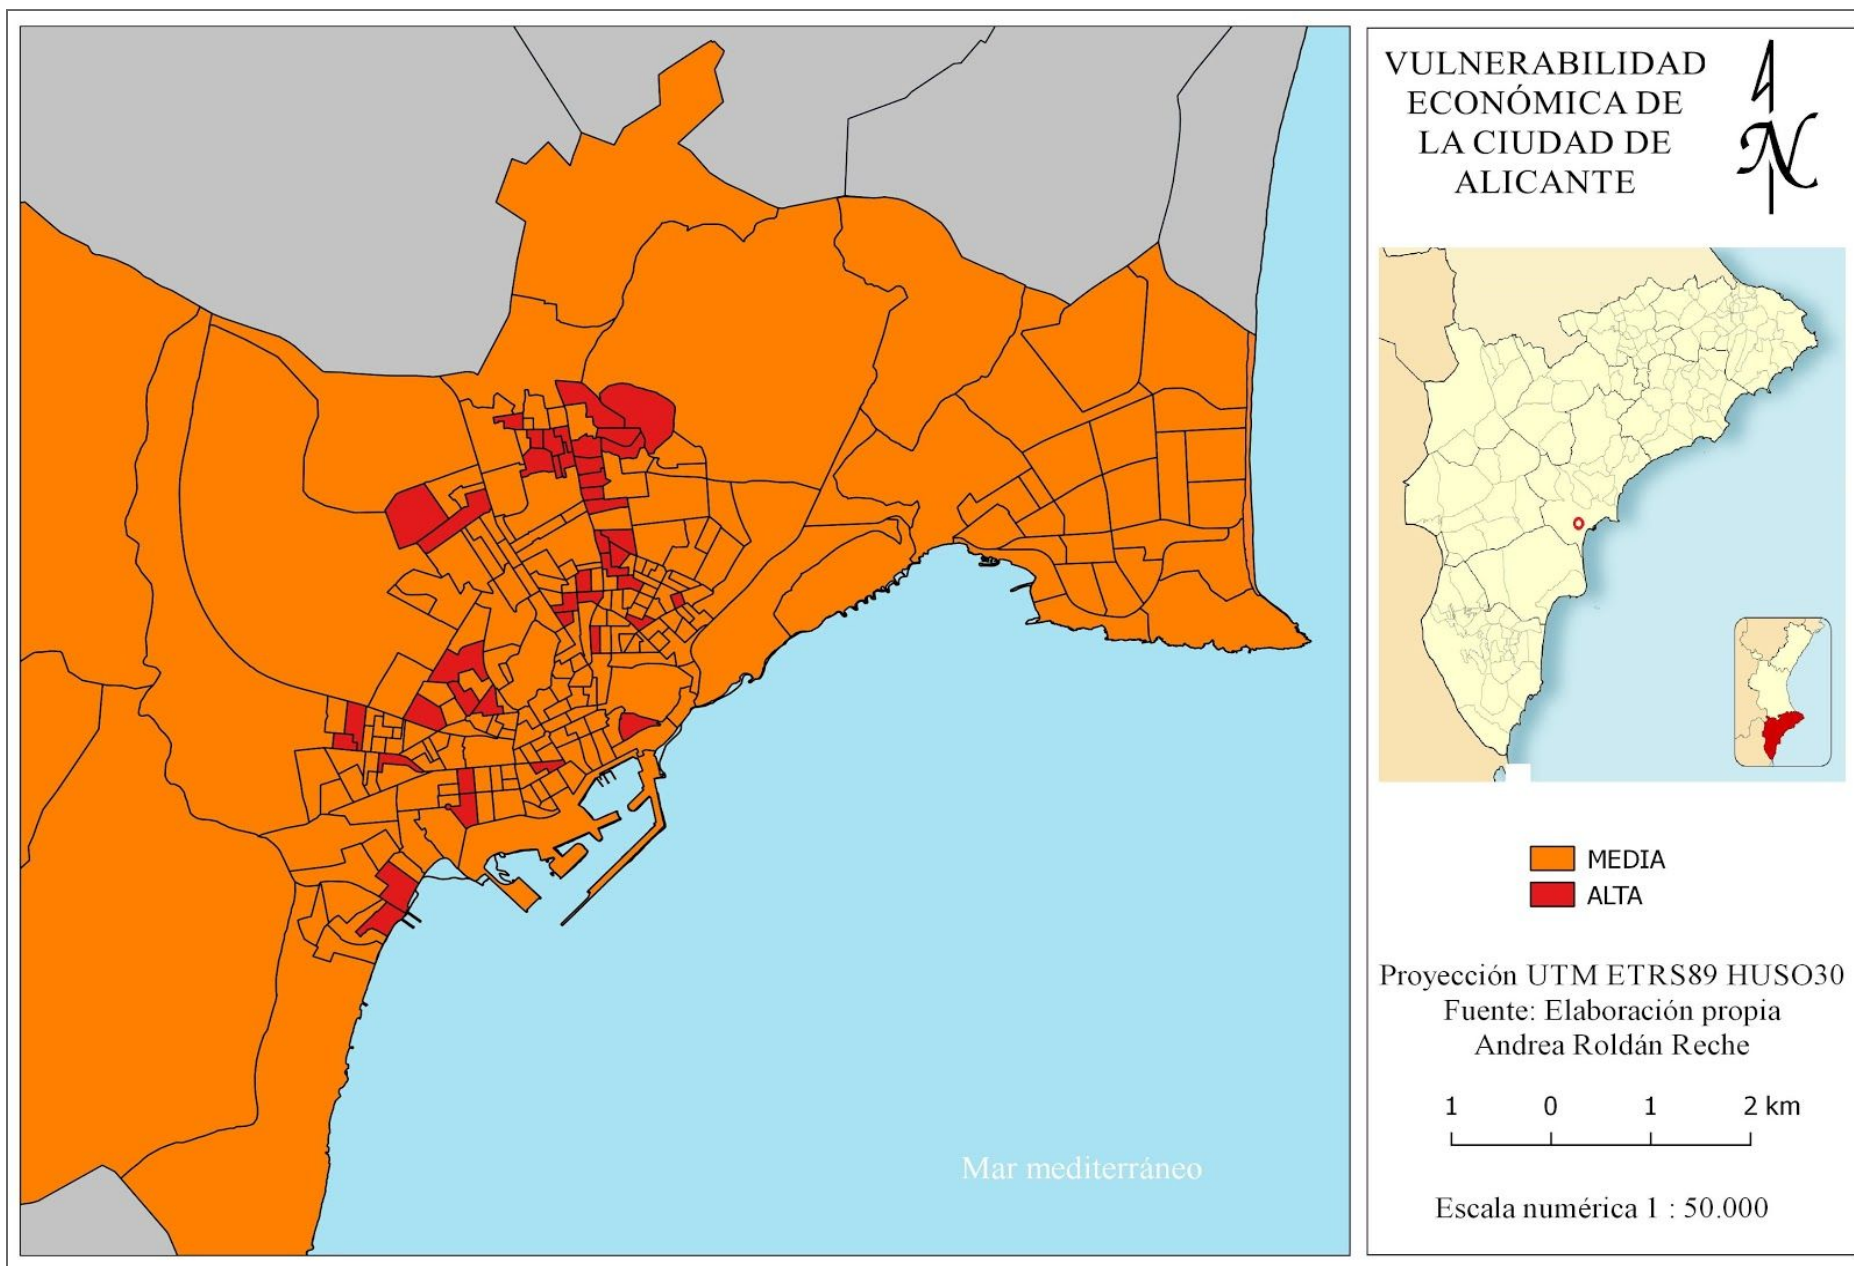 VULNERABILIDAD
ECONÓMICA DE
LA CIUDAD DE
ALICANTE
N
MEDIA
ALTA
Proyección UTM ETRS89 HUSO30
Fuente: Elaboración propia
Andrea Roldán Reche
1 0 1 2 km
Mar mediterráneo
Escala numérica 1 : 50.000